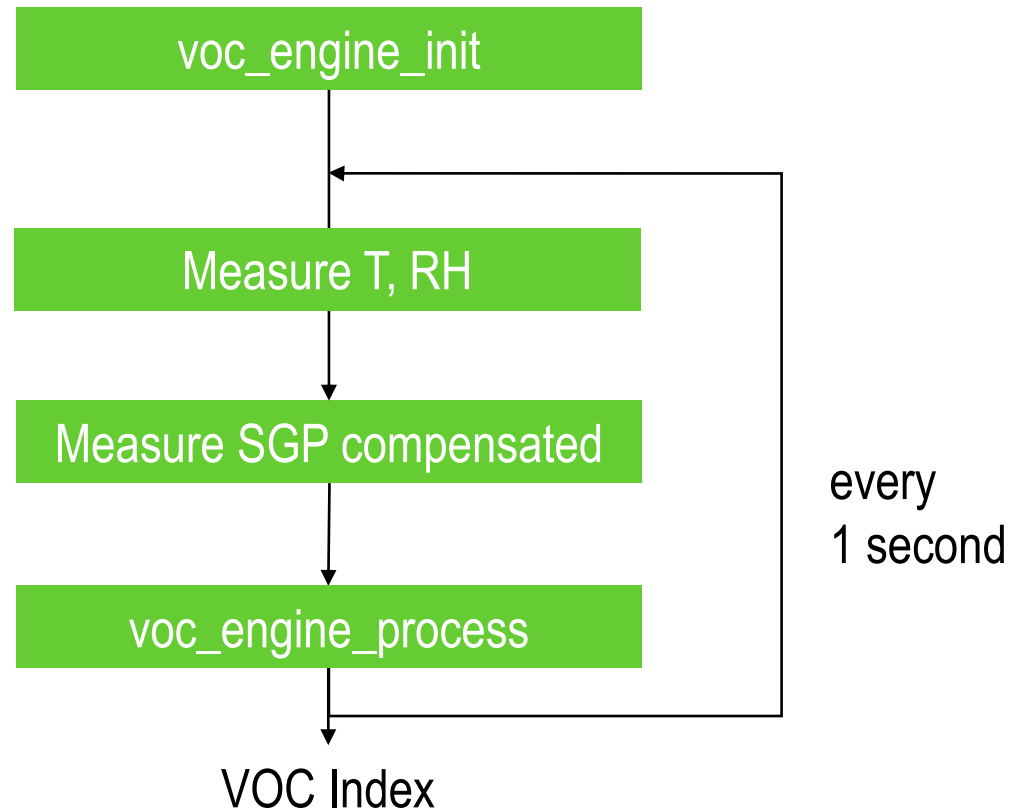 voc_engine_init
Measure T, RH
Measure SGP compensated
every
1 second
voc_engine_process
VOC Index